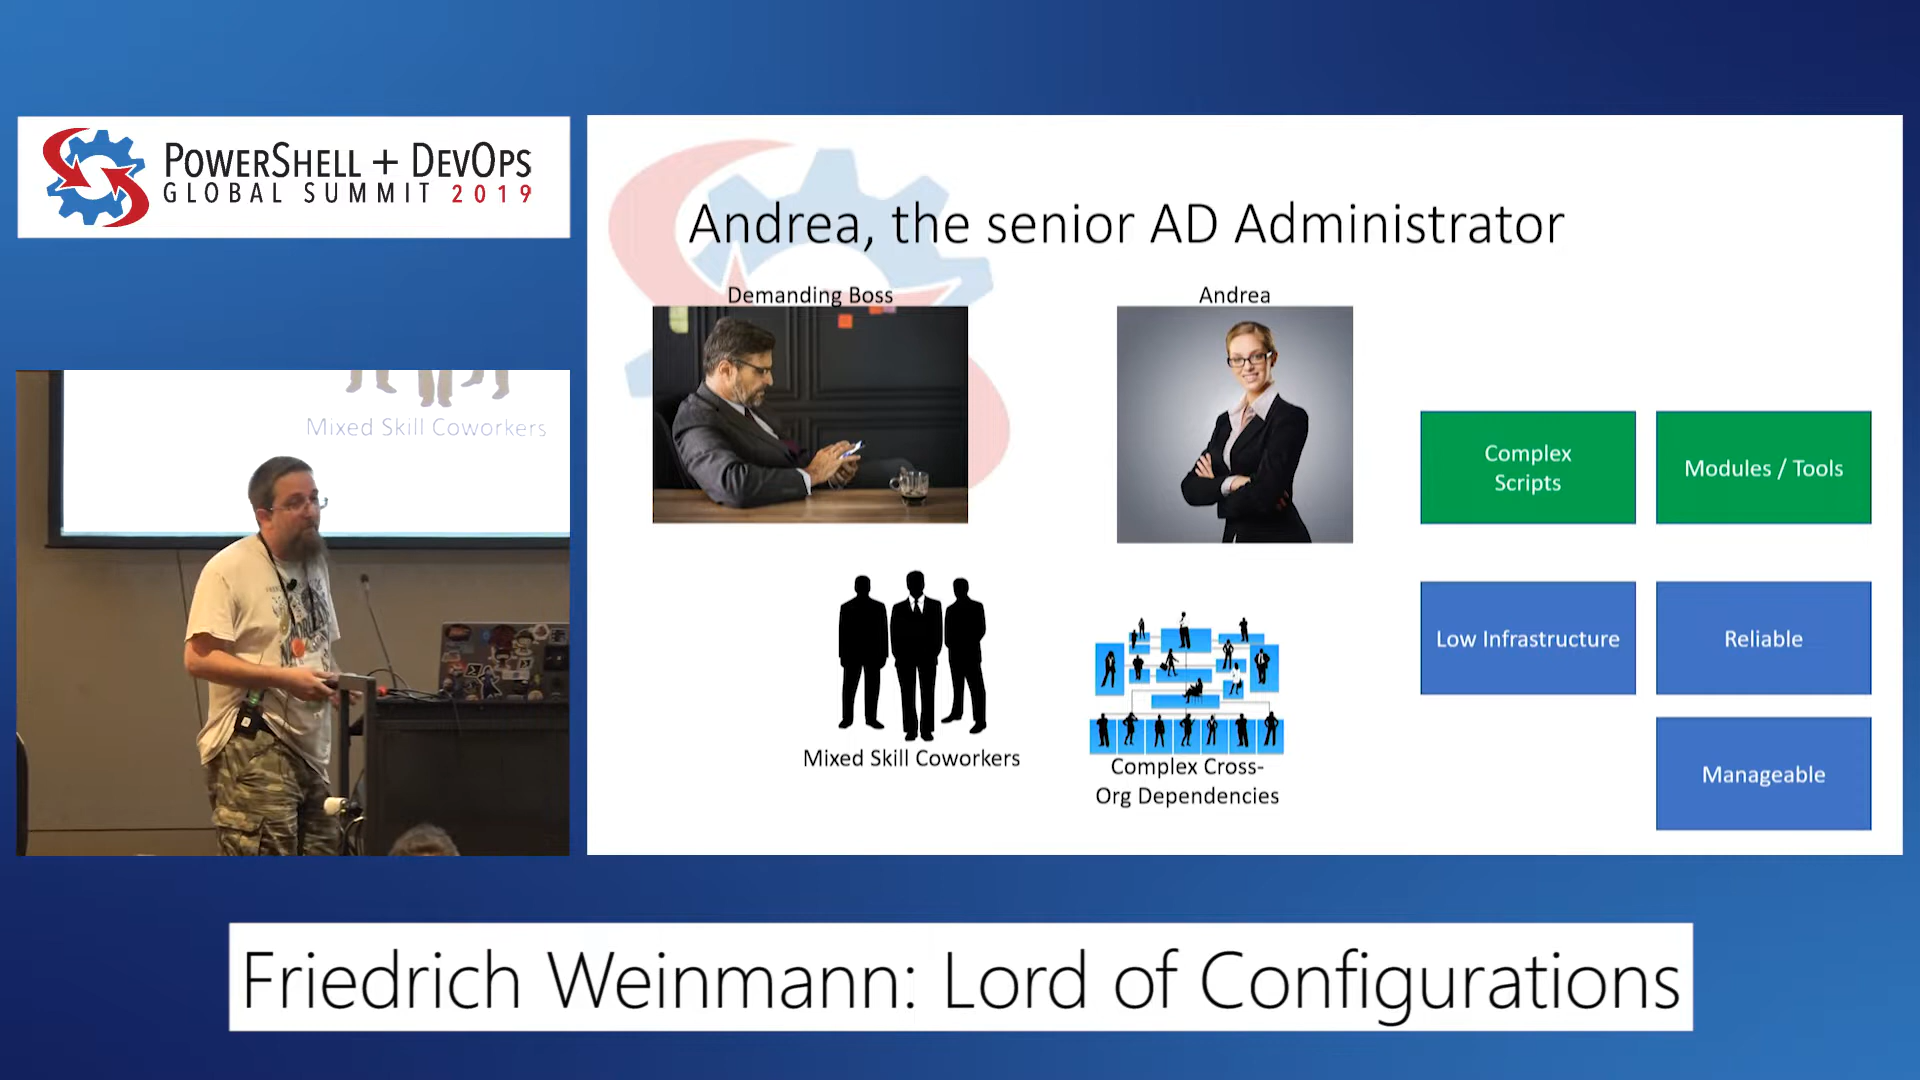 POWERSHELL + DEVOPS
GLOBAL SUMMIT 2019
Andrea, the senior AD Administrator
Demanding Boss
Andrea
Complex
Scripts
Modules / Tools
Low Infrastructure
Reliable
Manageable
Mixed Skill Coworkers
Complex Cross-
Org Dependencies
Mixed Skill Coworkers
Friedrich Weinmann: Lord of Configurations